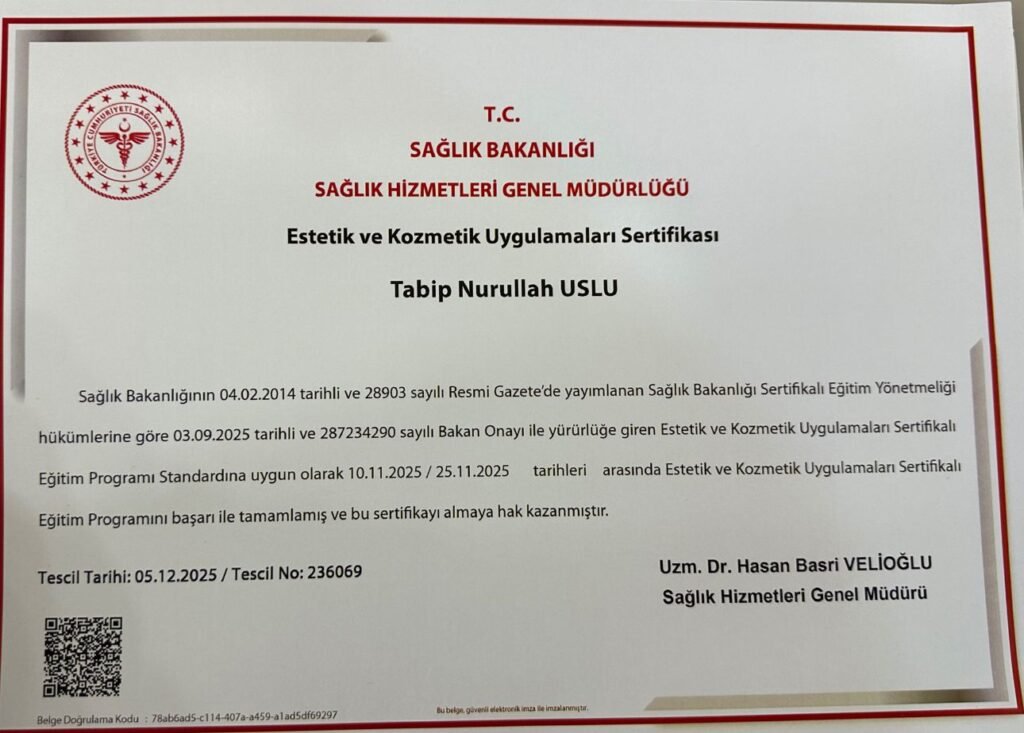 TÜRKİYE CUMHURİYETİ SAĞLIK BAKANLIĞI
T.C.
SAĞLIK BAKANLIĞI
SAĞLIK HİZMETLERİ GENEL MÜDÜRLÜĞÜ
Estetik ve Kozmetik Uygulamaları Sertifikası
Tabip Nurullah USLU
Sağlık Bakanlığının 04.02.2014 tarihli ve 28903 sayılı Resmi Gazete'de yayımlanan Sağlık Bakanlığı Sertifikalı Eğitim Yönetmeliği
hükümlerine göre 03.09.2025 tarihli ve 287234290 sayılı Bakan Onayı ile yürürlüğe giren Estetik ve Kozmetik Uygulamaları Sertifikalı
Eğitim Programı Standardına uygun olarak 10.11.2025 / 25.11.2025 tarihleri arasında Estetik ve Kozmetik Uygulamaları Sertifikalı
Eğitim Programını başarı ile tamamlamış ve bu sertifikayı almaya hak kazanmıştır.
Tescil Tarihi: 05.12.2025 / Tescil No: 236069
Uzm. Dr. Hasan Basri VELİOĞLU
Sağlık Hizmetleri Genel Müdürü
Belge Doğrulama Kodu : 78ab6ad5-c114-407a-a459-a1ad5df69297
Bu belge, güvenli elektronik imza ile imzalanmıştır.